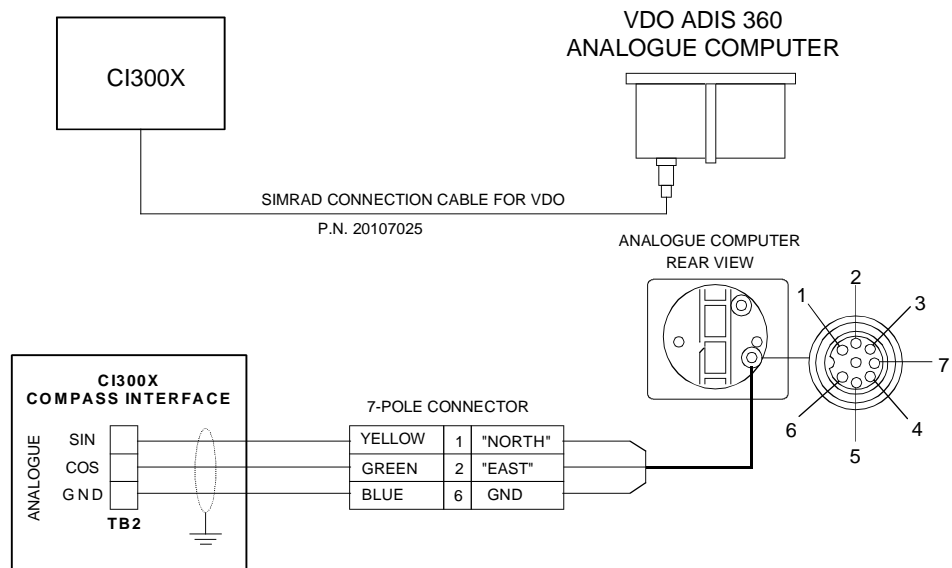 VDO ADIS 360
ANALOGUE COMPUTER
CI300X
SIMRAD CONNECTION CABLE FOR VDO
P.N. 20107025
ANALOGUE COMPUTER
REAR VIEW
1
2
3
7
6
4
5
CI300X
COMPASS INTERFACE
7-POLE CONNECTOR
ANALOGUE
SIN
YELLOW 1 "NORTH"
COS
GREEN 2 "EAST"
GND
BLUE 6 GND
TB2